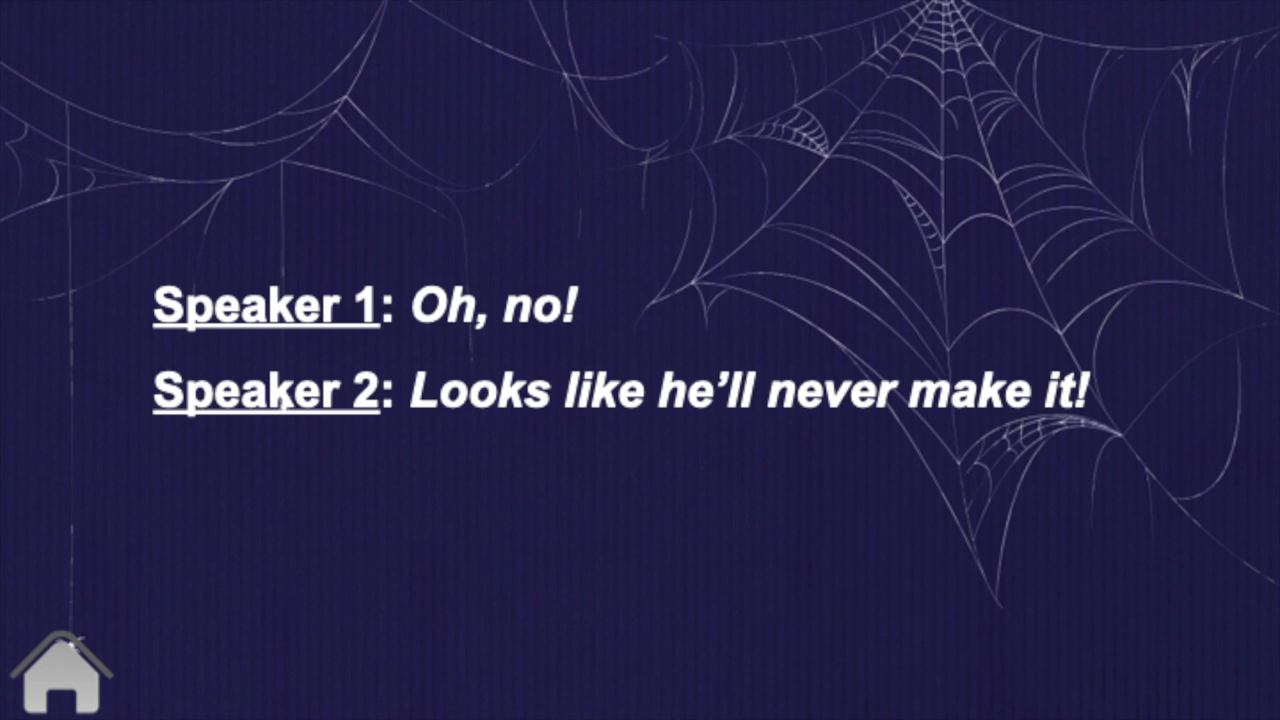 Speaker 1: Oh, no!
Speaker 2: Looks like he’ll never make it!